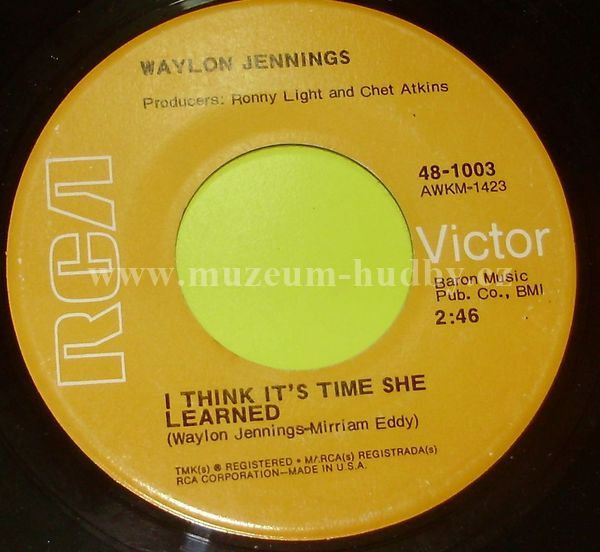 WAYLON JENNINGS
Producers: Ronny Light and Chet Atkins
RCA
48-1003
AWKM-1423
Victor
www.muzeum-hudby.cz
Baron Music
Pub. Co., BMI
2:46
I THINK IT'S TIME SHE
LEARNED
(Waylon Jennings-Mirriam Eddy)
TMK(s) ® REGISTERED • MARCA(s) REGISTRADA(s)
RCA CORPORATION—MADE IN U.S.A.